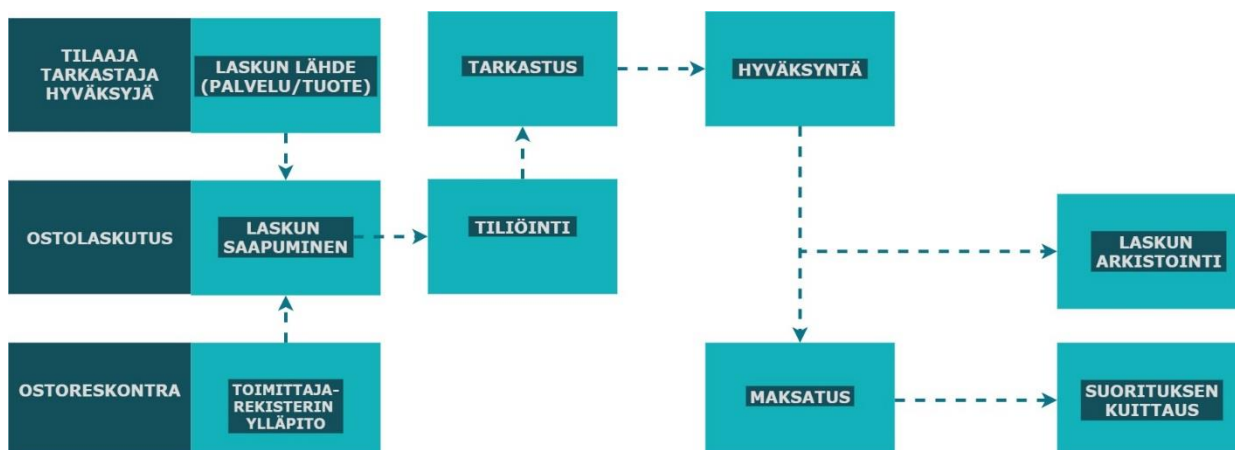 TILAAJA
TARKASTAJA
HYVÄKSYJÄ
LASKUN LÄHDE
(PALVELU/TUOTE)
TARKASTUS
HYVÄKSYNTÄ
OSTOLASKUTUS
LASKUN
SAAPUMINEN
TILIÖINTI
LASKUN
ARKISTOINTI
OSTORESKONTRA
TOIMITTAJA-
REKISTERIN
YLLÄPITO
MAKSATUS
SUORITUKSEN
KUITTAUS